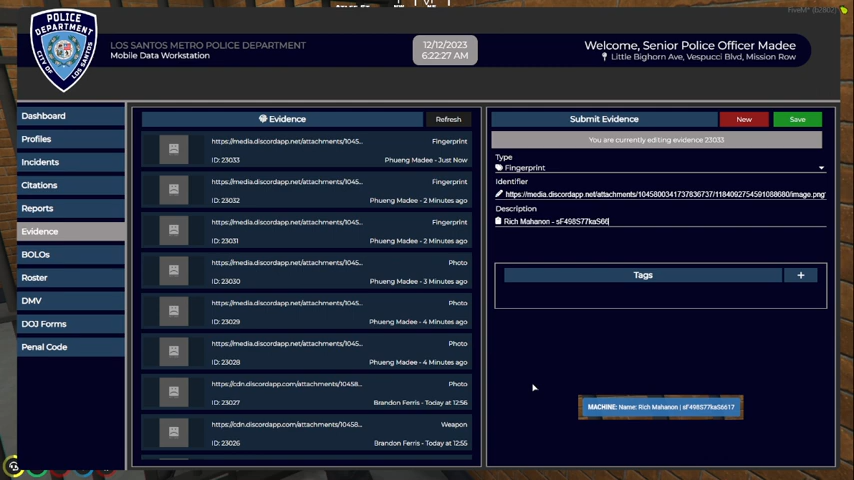 FiveM® (b2802)
POLICE
DEPARTMENT
CITY OF LOS SANTOS
LOS SANTOS METRO POLICE DEPARTMENT
Mobile Data Workstation
12/12/2023
6:22:27 AM
Welcome, Senior Police Officer Madee
Little Bighorn Ave, Vespucci Blvd, Mission Row
Dashboard
Profiles
Incidents
Citations
Reports
Evidence
BOLOs
Roster
DMV
DOJ Forms
Penal Code
Evidence
Refresh
https://media.discordapp.net/attachments/1045... Fingerprint
ID: 23033 Phueng Madee - Just Now
https://media.discordapp.net/attachments/1045... Fingerprint
ID: 23032 Phueng Madee - 2 Minutes ago
https://media.discordapp.net/attachments/1045... Fingerprint
ID: 23031 Phueng Madee - 2 Minutes ago
https://media.discordapp.net/attachments/1045... Photo
ID: 23030 Phueng Madee - 3 Minutes ago
https://media.discordapp.net/attachments/1045... Photo
ID: 23029 Phueng Madee - 4 Minutes ago
https://media.discordapp.net/attachments/1045... Photo
ID: 23028 Phueng Madee - 4 Minutes ago
https://cdn.discordapp.com/attachments/10458... Photo
ID: 23027 Brandon Ferris - Today at 12:56
https://cdn.discordapp.com/attachments/10458... Weapon
ID: 23026 Brandon Ferris - Today at 12:55
Submit Evidence
New
Save
You are currently editing evidence 23033
Type
Fingerprint
Identifier
https://media.discordapp.net/attachments/1045800341737836737/1184092754591088680/image.png
Description
Rich Mahanon - sF498S77kaS66
Tags
+
MACHINE: Name: Rich Mahanon | sF498S77kaS6617